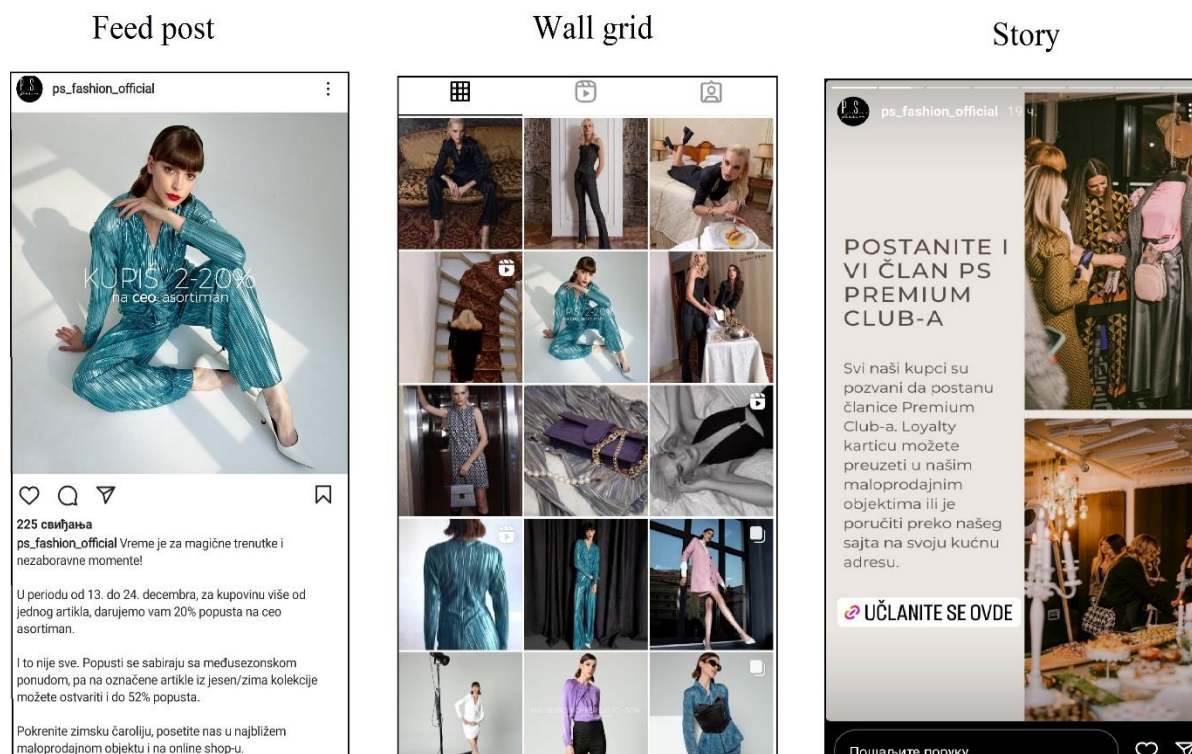 Feed post
Wall grid
Story
ps_fashion_official
KUPIŠ 2-20%
na ceo asortiman
225 свиђања
ps_fashion_official Vreme je za magične trenutke i
nezaboravne momente!
U periodu od 13. do 24. decembra, za kupovinu više od
jednog artikla, darujemo vam 20% popusta na ceo
asortiman.
I to nije sve. Popusti se sabiraju sa međusezonskom
ponudom, pa na označene artikle iz jesen/zima kolekcije
možete ostvariti i do 52% popusta.
Pokrenite zimsku čaroliju, posetite nas u najbližem
maloprodajnom objektu i na online shop-u.
KUPIŠ 2-20%
ps_fashion_official 19 ч.
POSTANITE I
VI ČLAN PS
PREMIUM
CLUB-A
Svi naši kupci su
pozvani da postanu
članice Premium
Club-a. Loyalty
karticu možete
preuzeti u našim
maloprodajnim
objektima ili je
poručiti preko našeg
sajta na svoju kućnu
adresu.
UČLANITE SE OVDE
Пошаљите поруку